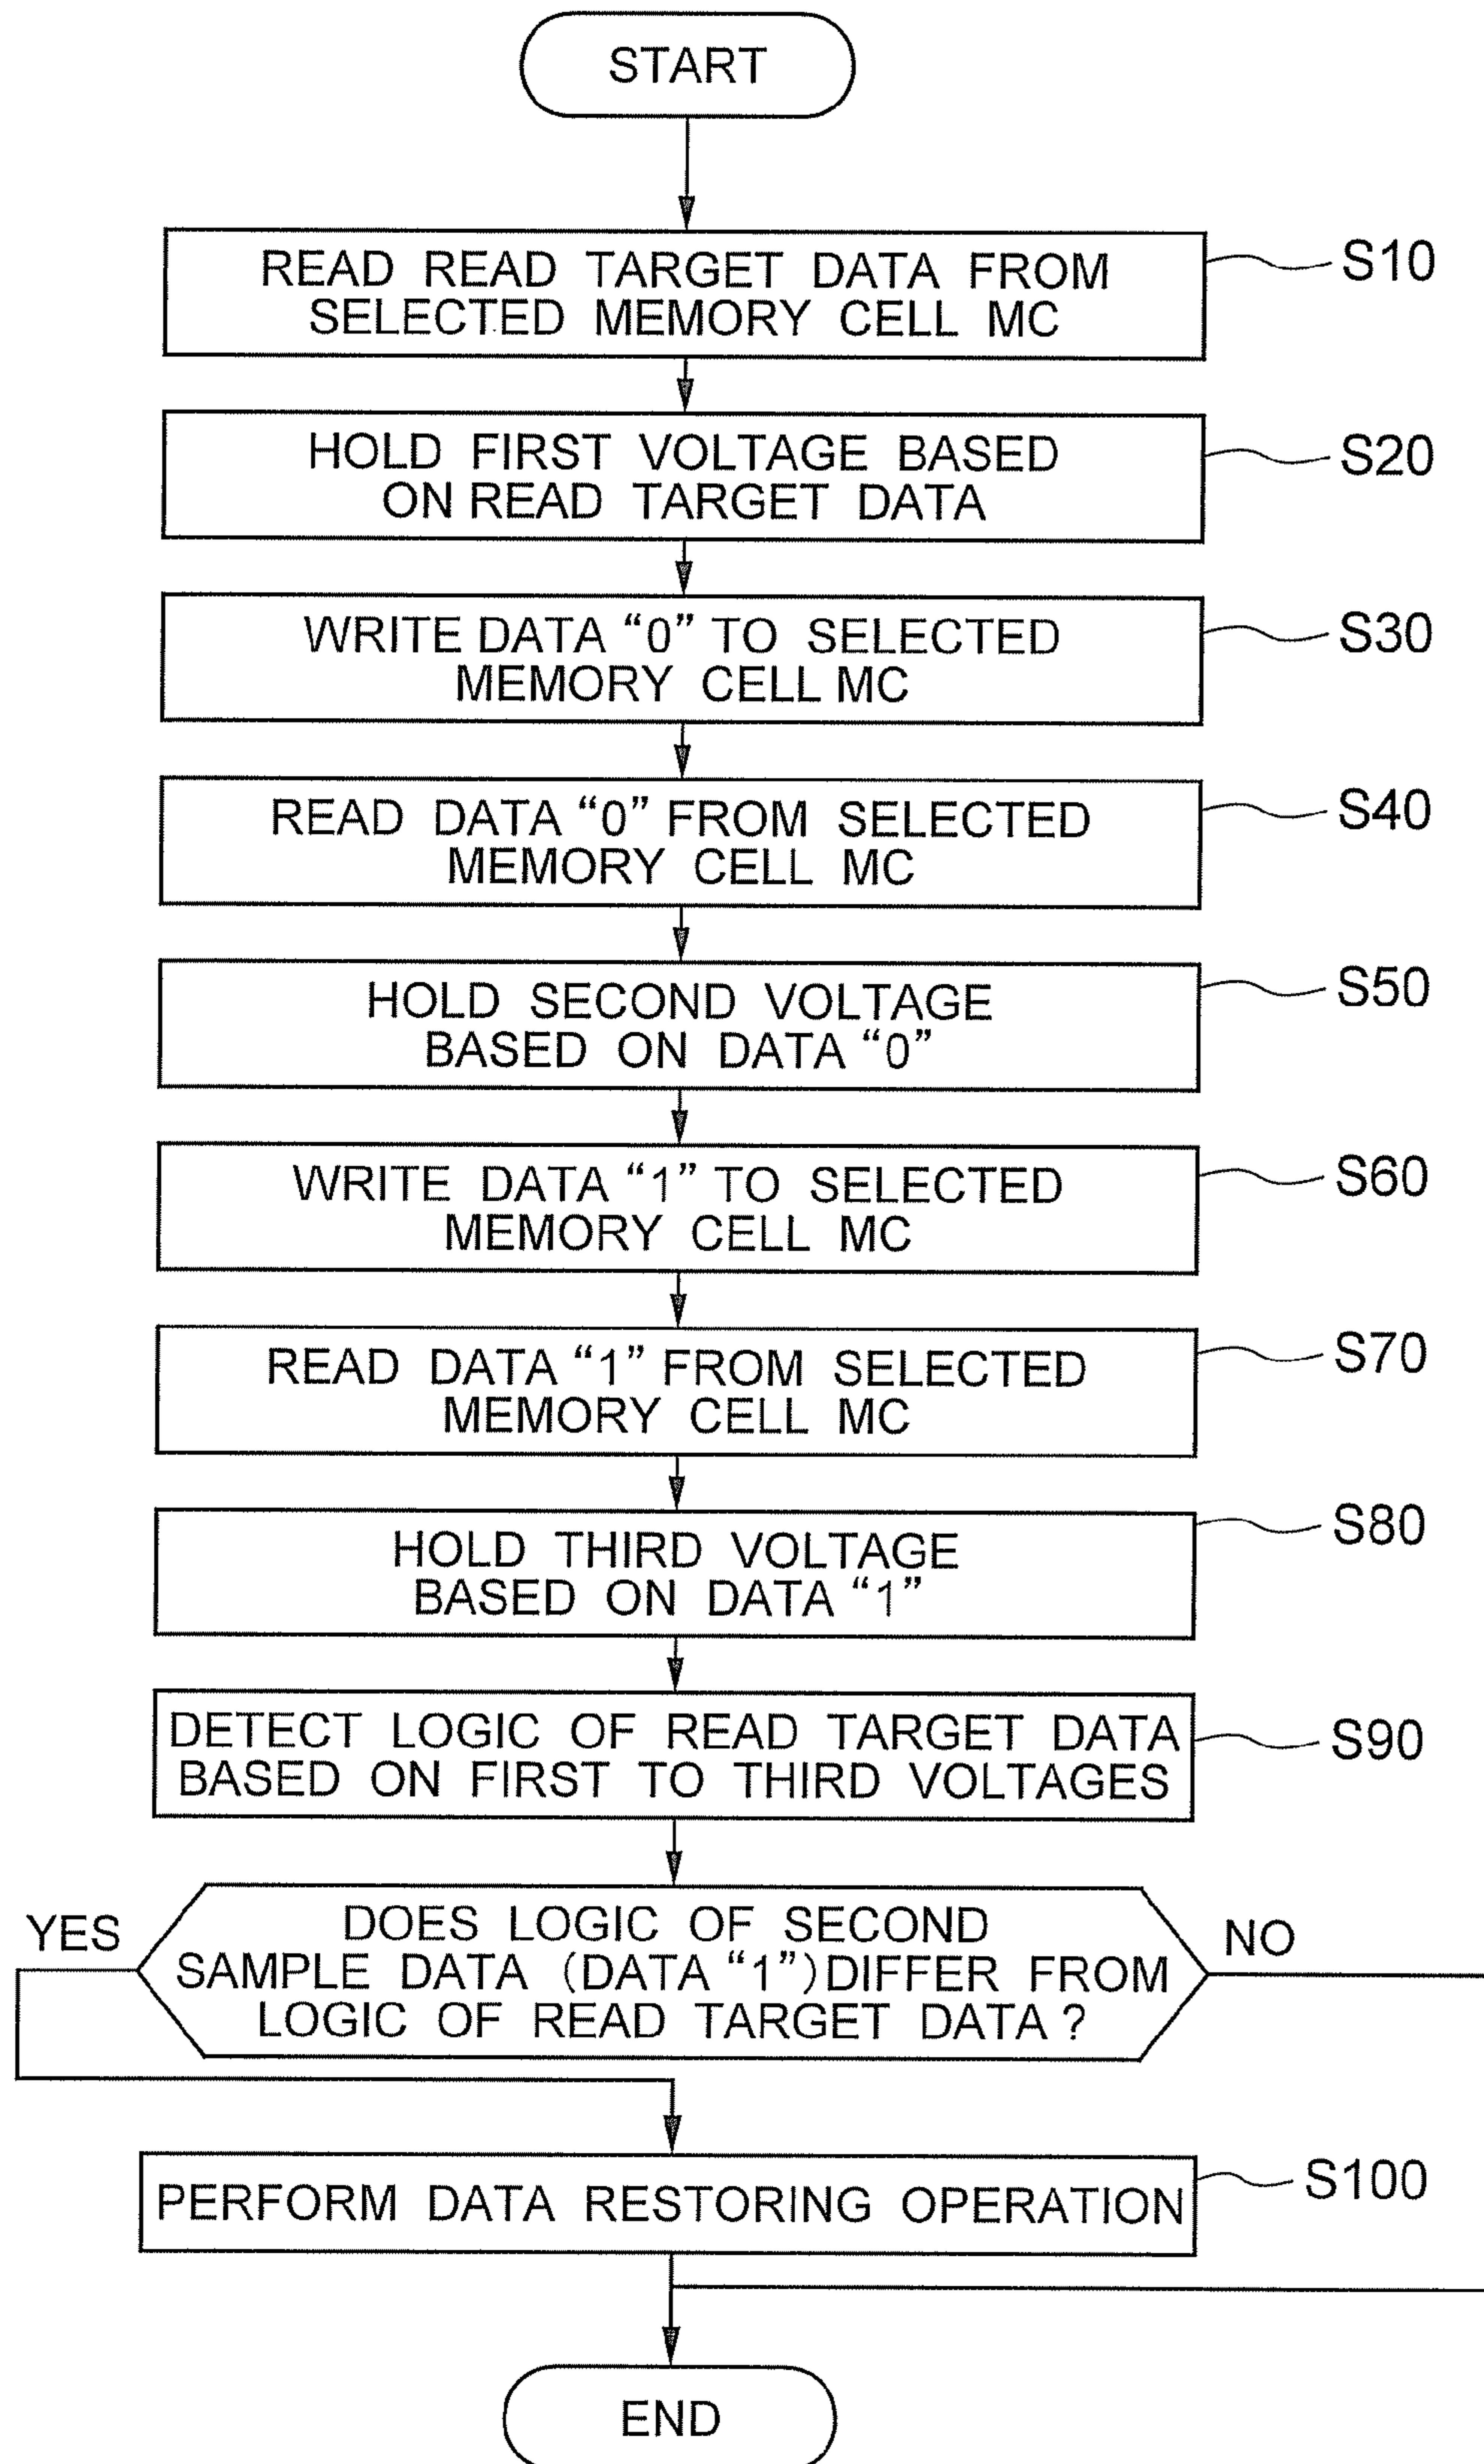 START
READ READ TARGET DATA FROM
SELECTED MEMORY CELL MC
S10
HOLD FIRST VOLTAGE BASED
ON READ TARGET DATA
S20
WRITE DATA “0” TO SELECTED
MEMORY CELL MC
S30
READ DATA “0” FROM SELECTED
MEMORY CELL MC
S40
HOLD SECOND VOLTAGE
BASED ON DATA “0”
S50
WRITE DATA “1” TO SELECTED
MEMORY CELL MC
S60
READ DATA “1” FROM SELECTED
MEMORY CELL MC
S70
HOLD THIRD VOLTAGE
BASED ON DATA “1”
S80
DETECT LOGIC OF READ TARGET DATA
BASED ON FIRST TO THIRD VOLTAGES
S90
YES
DOES LOGIC OF SECOND
SAMPLE DATA (DATA “1”) DIFFER FROM
LOGIC OF READ TARGET DATA ?
NO
PERFORM DATA RESTORING OPERATION
S100
END